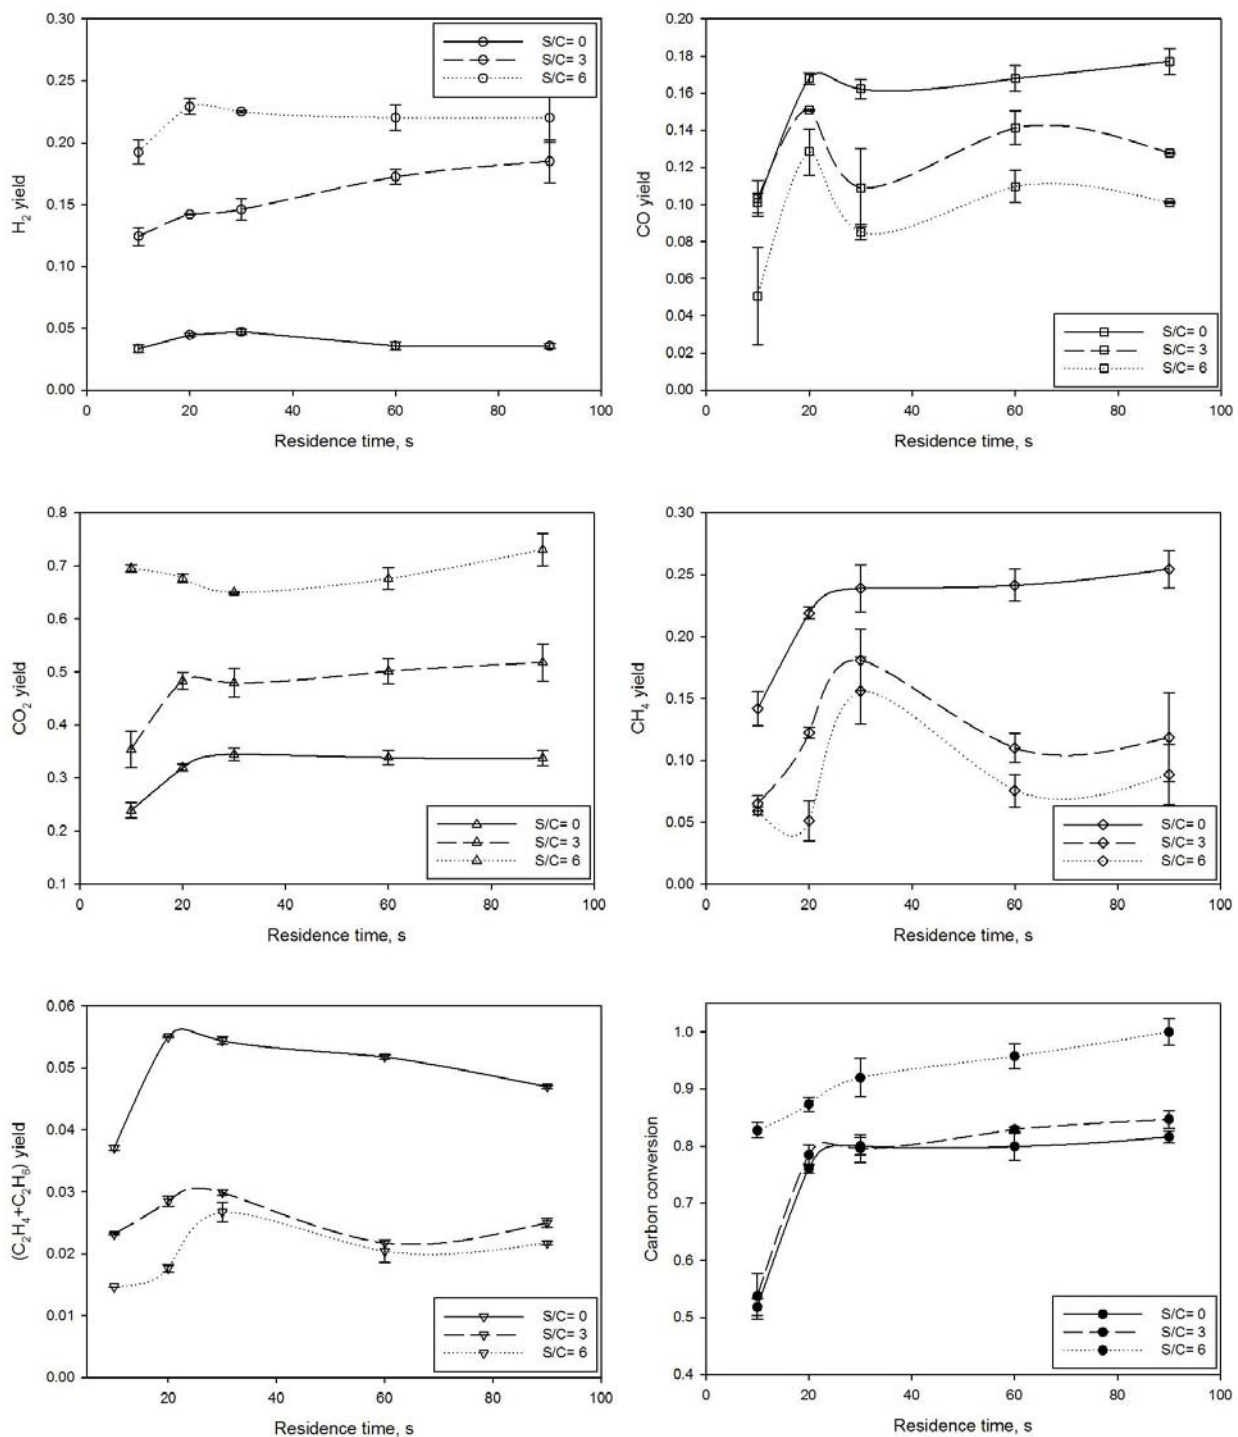 0.30
0.25
0.20
0.15
0.10
0.05
0.00
H₂ yield
0 20 40 60 80 100
Residence time, s
S/C= 0
S/C= 3
S/C= 6
0.20
0.18
0.16
0.14
0.12
0.10
0.08
0.06
0.04
0.02
0.00
CO yield
0 20 40 60 80 100
Residence time, s
S/C= 0
S/C= 3
S/C= 6
0.8
0.7
0.6
0.5
0.4
0.3
0.2
0.1
CO₂ yield
0 20 40 60 80 100
Residence time, s
S/C= 0
S/C= 3
S/C= 6
0.30
0.25
0.20
0.15
0.10
0.05
0.00
CH₄ yield
0 20 40 60 80 100
Residence time, s
S/C= 0
S/C= 3
S/C= 6
0.06
0.05
0.04
0.03
0.02
0.01
0.00
(C₂H₄+C₂H₆) yield
20 40 60 80 100
Residence time, s
S/C= 0
S/C= 3
S/C= 6
1.0
0.9
0.8
0.7
0.6
0.5
0.4
Carbon conversion
0 20 40 60 80 100
Residence time, s
S/C= 0
S/C= 3
S/C= 6